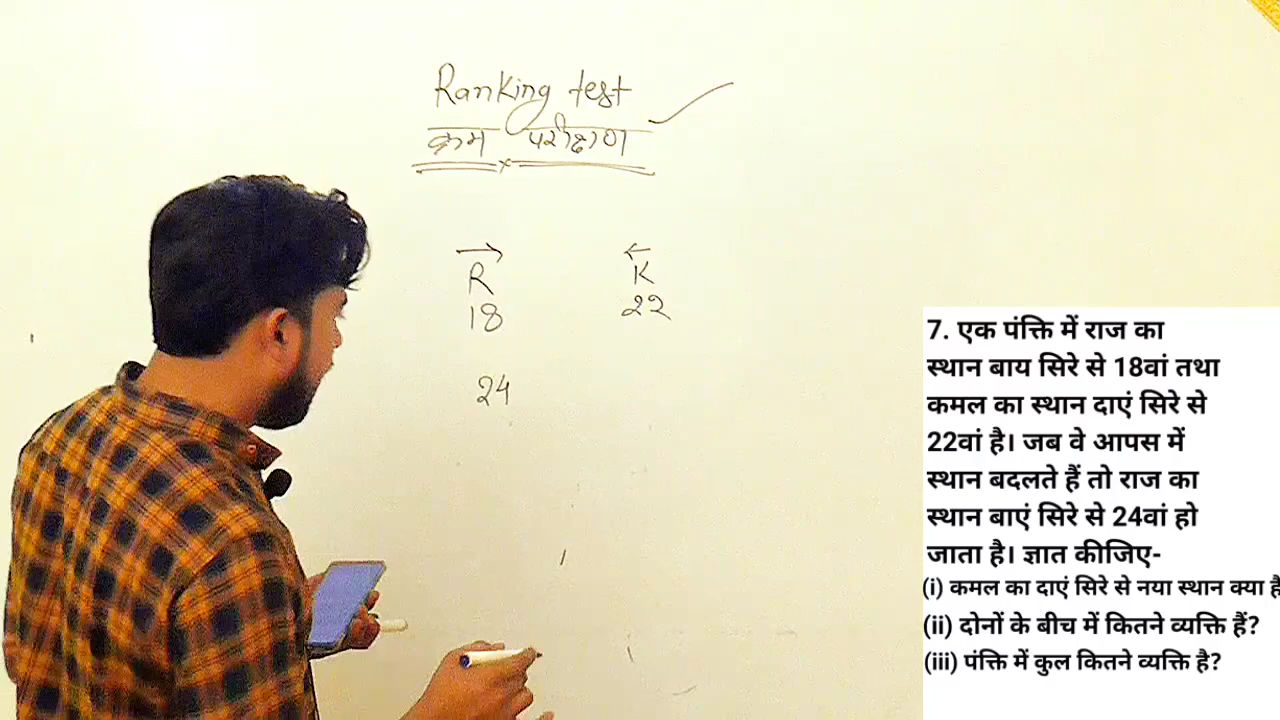 Ranking test
क्रम परीक्षण
R
K
18
22
24
7. एक पंक्ति में राज का
स्थान बाय सिरे से 18वां तथा
कमल का स्थान दाएं सिरे से
22वां है। जब वे आपस में
स्थान बदलते हैं तो राज का
स्थान बाएं सिरे से 24वां हो
जाता है। ज्ञात कीजिए-
(i) कमल का दाएं सिरे से नया स्थान क्या है
(ii) दोनों के बीच में कितने व्यक्ति हैं?
(iii) पंक्ति में कुल कितने व्यक्ति है?